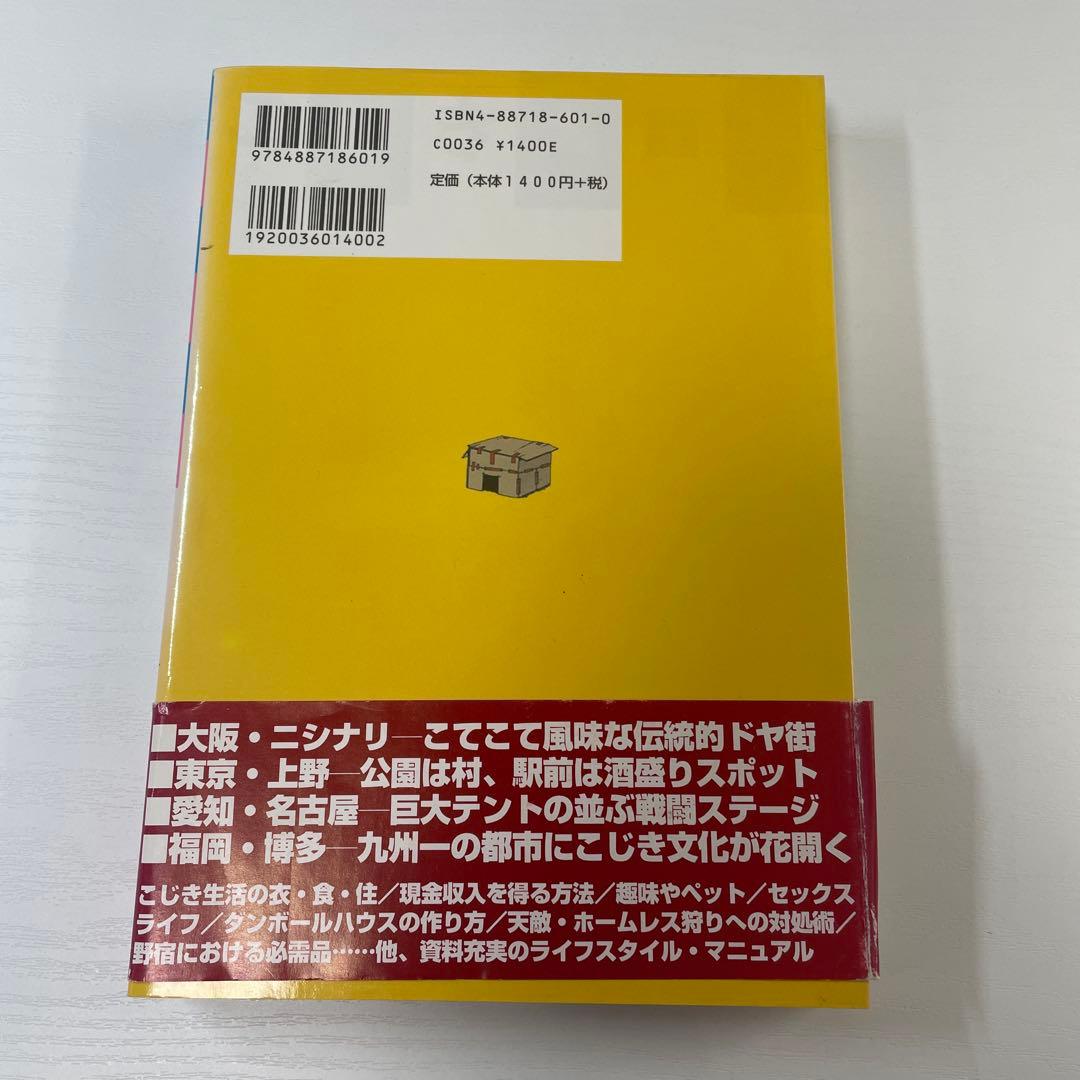 ISBN4-88718-601-0
C0036 ¥1400E
定価（本体1400円＋税）
9784887186019
1920036014002
■大阪・ニシナリ─こてこて風味な伝統的ドヤ街
■東京・上野─公園は村、駅前は酒盛りスポット
■愛知・名古屋─巨大テントの並ぶ戦闘ステージ
■福岡・博多─九州一の都市にこじき文化が花開く
こじき生活の衣・食・住／現金収入を得る方法／趣味やペット／セックス
ライフ／ダンボールハウスの作り方／天敵・ホームレス狩りへの対処術／
野宿における必需品……他、資料充実のライフスタイル・マニュアル